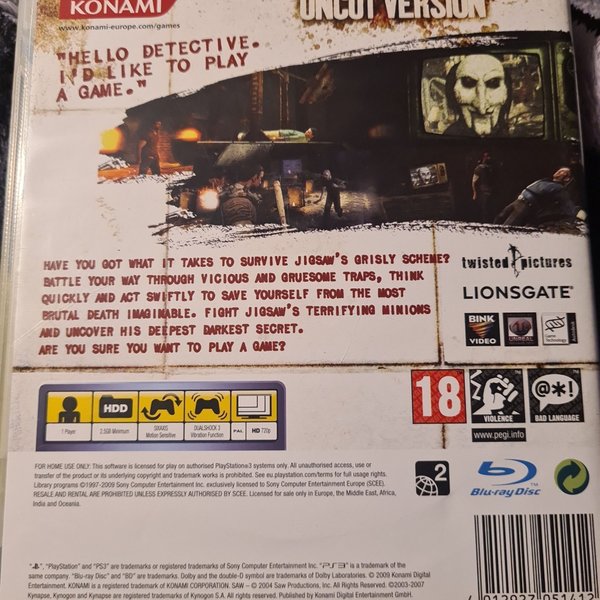 KONAMI
UNCUT VERSION
www.konami-europe.com/games
"HELLO DETECTIVE.
I'D LIKE TO PLAY
A GAME."
HAVE YOU GOT WHAT IT TAKES TO SURVIVE JIGSAW'S GRISLY SCHEME?
BATTLE YOUR WAY THROUGH VICIOUS AND GRUESOME TRAPS, THINK
QUICKLY AND ACT SWIFTLY TO SAVE YOURSELF FROM THE MOST
BRUTAL DEATH IMAGINABLE. FIGHT JIGSAW'S TERRIFYING MINIONS
AND UNCOVER HIS DEEPEST DARKEST SECRET.
ARE YOU SURE YOU WANT TO PLAY A GAME?
twisted pictures
LIONSGATE
BINK
VIDEO
UNREAL
Game
Technology
HDD
1 Player
2.5GB Minimum
SIXAXIS
Motion Sensitive
DUALSHOCK 3
Vibration Function
PAL
HD 720p
18
VIOLENCE
@*!
BAD LANGUAGE
www.pegi.info
FOR HOME USE ONLY: This software is licensed for play on authorised PlayStation®3 systems only. All unauthorised access, use or
transfer of the product or its underlying copyright and trademark works is prohibited. See eu.playstation.com/terms for full usage rights.
Library programs ©1997-2009 Sony Computer Entertainment Inc. exclusively licensed to Sony Computer Entertainment Europe (SCEE).
RESALE AND RENTAL ARE PROHIBITED UNLESS EXPRESSLY AUTHORISED BY SCEE. Licensed for sale only in Europe, the Middle East, Africa,
India and Oceania.
2
Blu-ray Disc
"PlayStation" and "PS3" are trademarks or registered trademarks of Sony Computer Entertainment Inc. "PS3" is a trademark of the
same company. "Blu-ray Disc" and "BD" are trademarks. Dolby and the double-D symbol are trademarks of Dolby Laboratories. © 2009 Konami Digital
Entertainment. KONAMI is a registered trademark of KONAMI CORPORATION. SAW – © 2004 Saw Productions, Inc. All Rights Reserved. ©2003-2007
Kynapse, Kynogon and Kynapse are registered trademarks of Kynogon S.A. All rights reserved. Published by Konami Digital Entertainment GmbH.